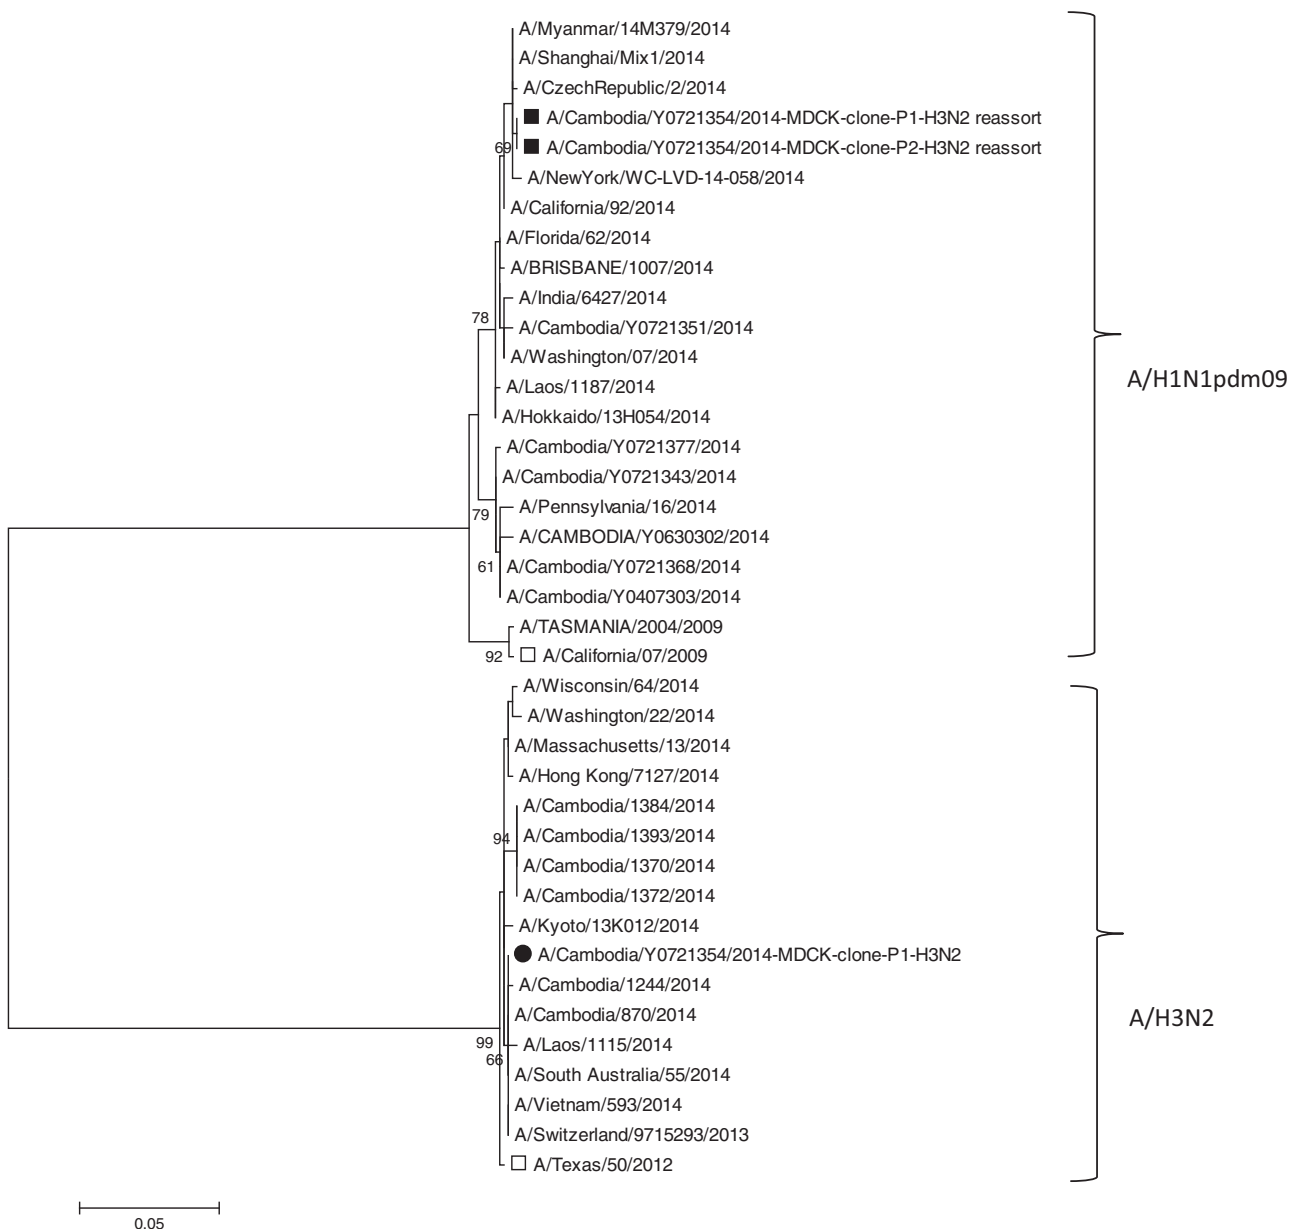 A/Myanmar/14M379/2014
A/Shanghai/Mix1/2014
A/CzechRepublic/2/2014
A/Cambodia/Y0721354/2014-MDCK-clone-P1-H3N2 reassort
69
A/Cambodia/Y0721354/2014-MDCK-clone-P2-H3N2 reassort
A/NewYork/WC-LVD-14-058/2014
A/California/92/2014
A/Florida/62/2014
A/BRISBANE/1007/2014
A/India/6427/2014
78
A/Cambodia/Y0721351/2014
A/Washington/07/2014
A/H1N1pdm09
A/Laos/1187/2014
A/Hokkaido/13H054/2014
A/Cambodia/Y0721377/2014
A/Cambodia/Y0721343/2014
A/Pennsylvania/16/2014
79
A/CAMBODIA/Y0630302/2014
61
A/Cambodia/Y0721368/2014
A/Cambodia/Y0407303/2014
A/TASMANIA/2004/2009
92
A/California/07/2009
A/Wisconsin/64/2014
A/Washington/22/2014
A/Massachusetts/13/2014
A/Hong Kong/7127/2014
A/Cambodia/1384/2014
94
A/Cambodia/1393/2014
A/Cambodia/1370/2014
A/Cambodia/1372/2014
A/Kyoto/13K012/2014
A/Cambodia/Y0721354/2014-MDCK-clone-P1-H3N2
A/Cambodia/1244/2014
A/Cambodia/870/2014
A/H3N2
99
A/Laos/1115/2014
66
A/South Australia/55/2014
A/Vietnam/593/2014
A/Switzerland/9715293/2013
A/Texas/50/2012
0.05